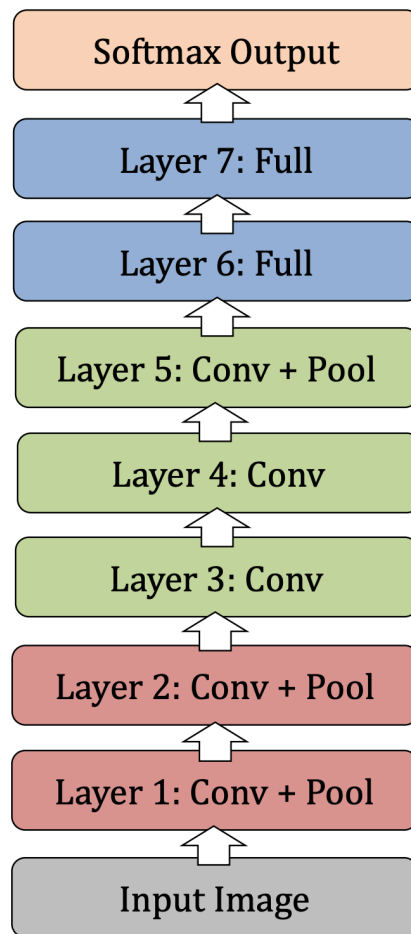 Softmax Output
Layer 7: Full
Layer 6: Full
Layer 5: Conv + Pool
Layer 4: Conv
Layer 3: Conv
Layer 2: Conv + Pool
Layer 1: Conv + Pool
Input Image